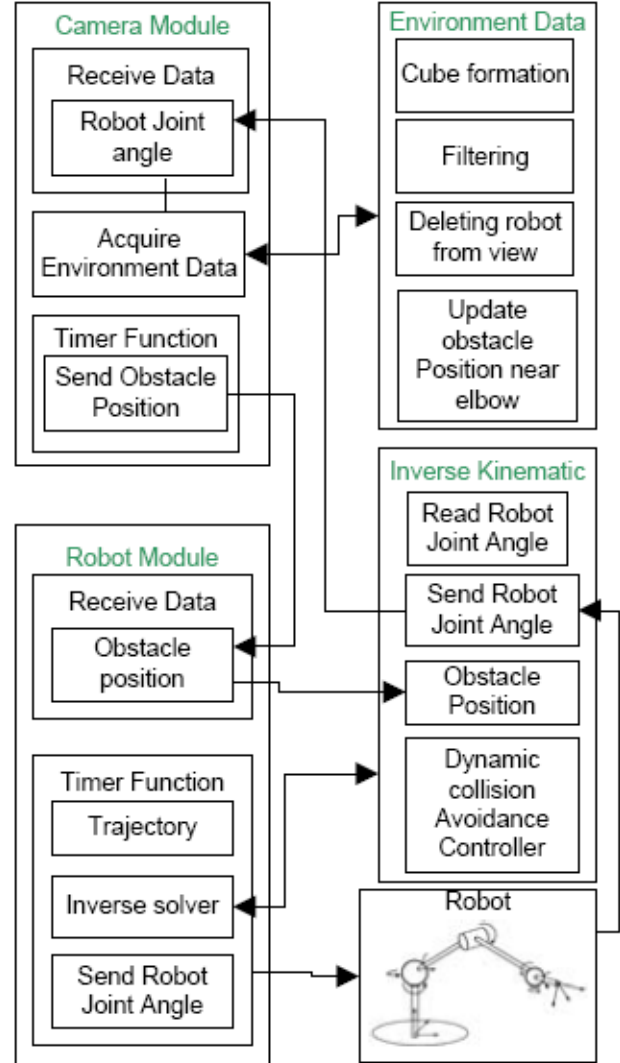 Camera Module
Receive Data
Robot Joint
angle
Acquire
Environment Data
Timer Function
Send Obstacle
Position
Environment Data
Cube formation
Filtering
Deleting robot
from view
Update
obstacle
Position near
elbow
Robot Module
Receive Data
Obstacle
position
Timer Function
Trajectory
Inverse solver
Send Robot
Joint Angle
Inverse Kinematic
Read Robot
Joint Angle
Send Robot
Joint Angle
Obstacle
Position
Dynamic
collision
Avoidance
Controller
Robot